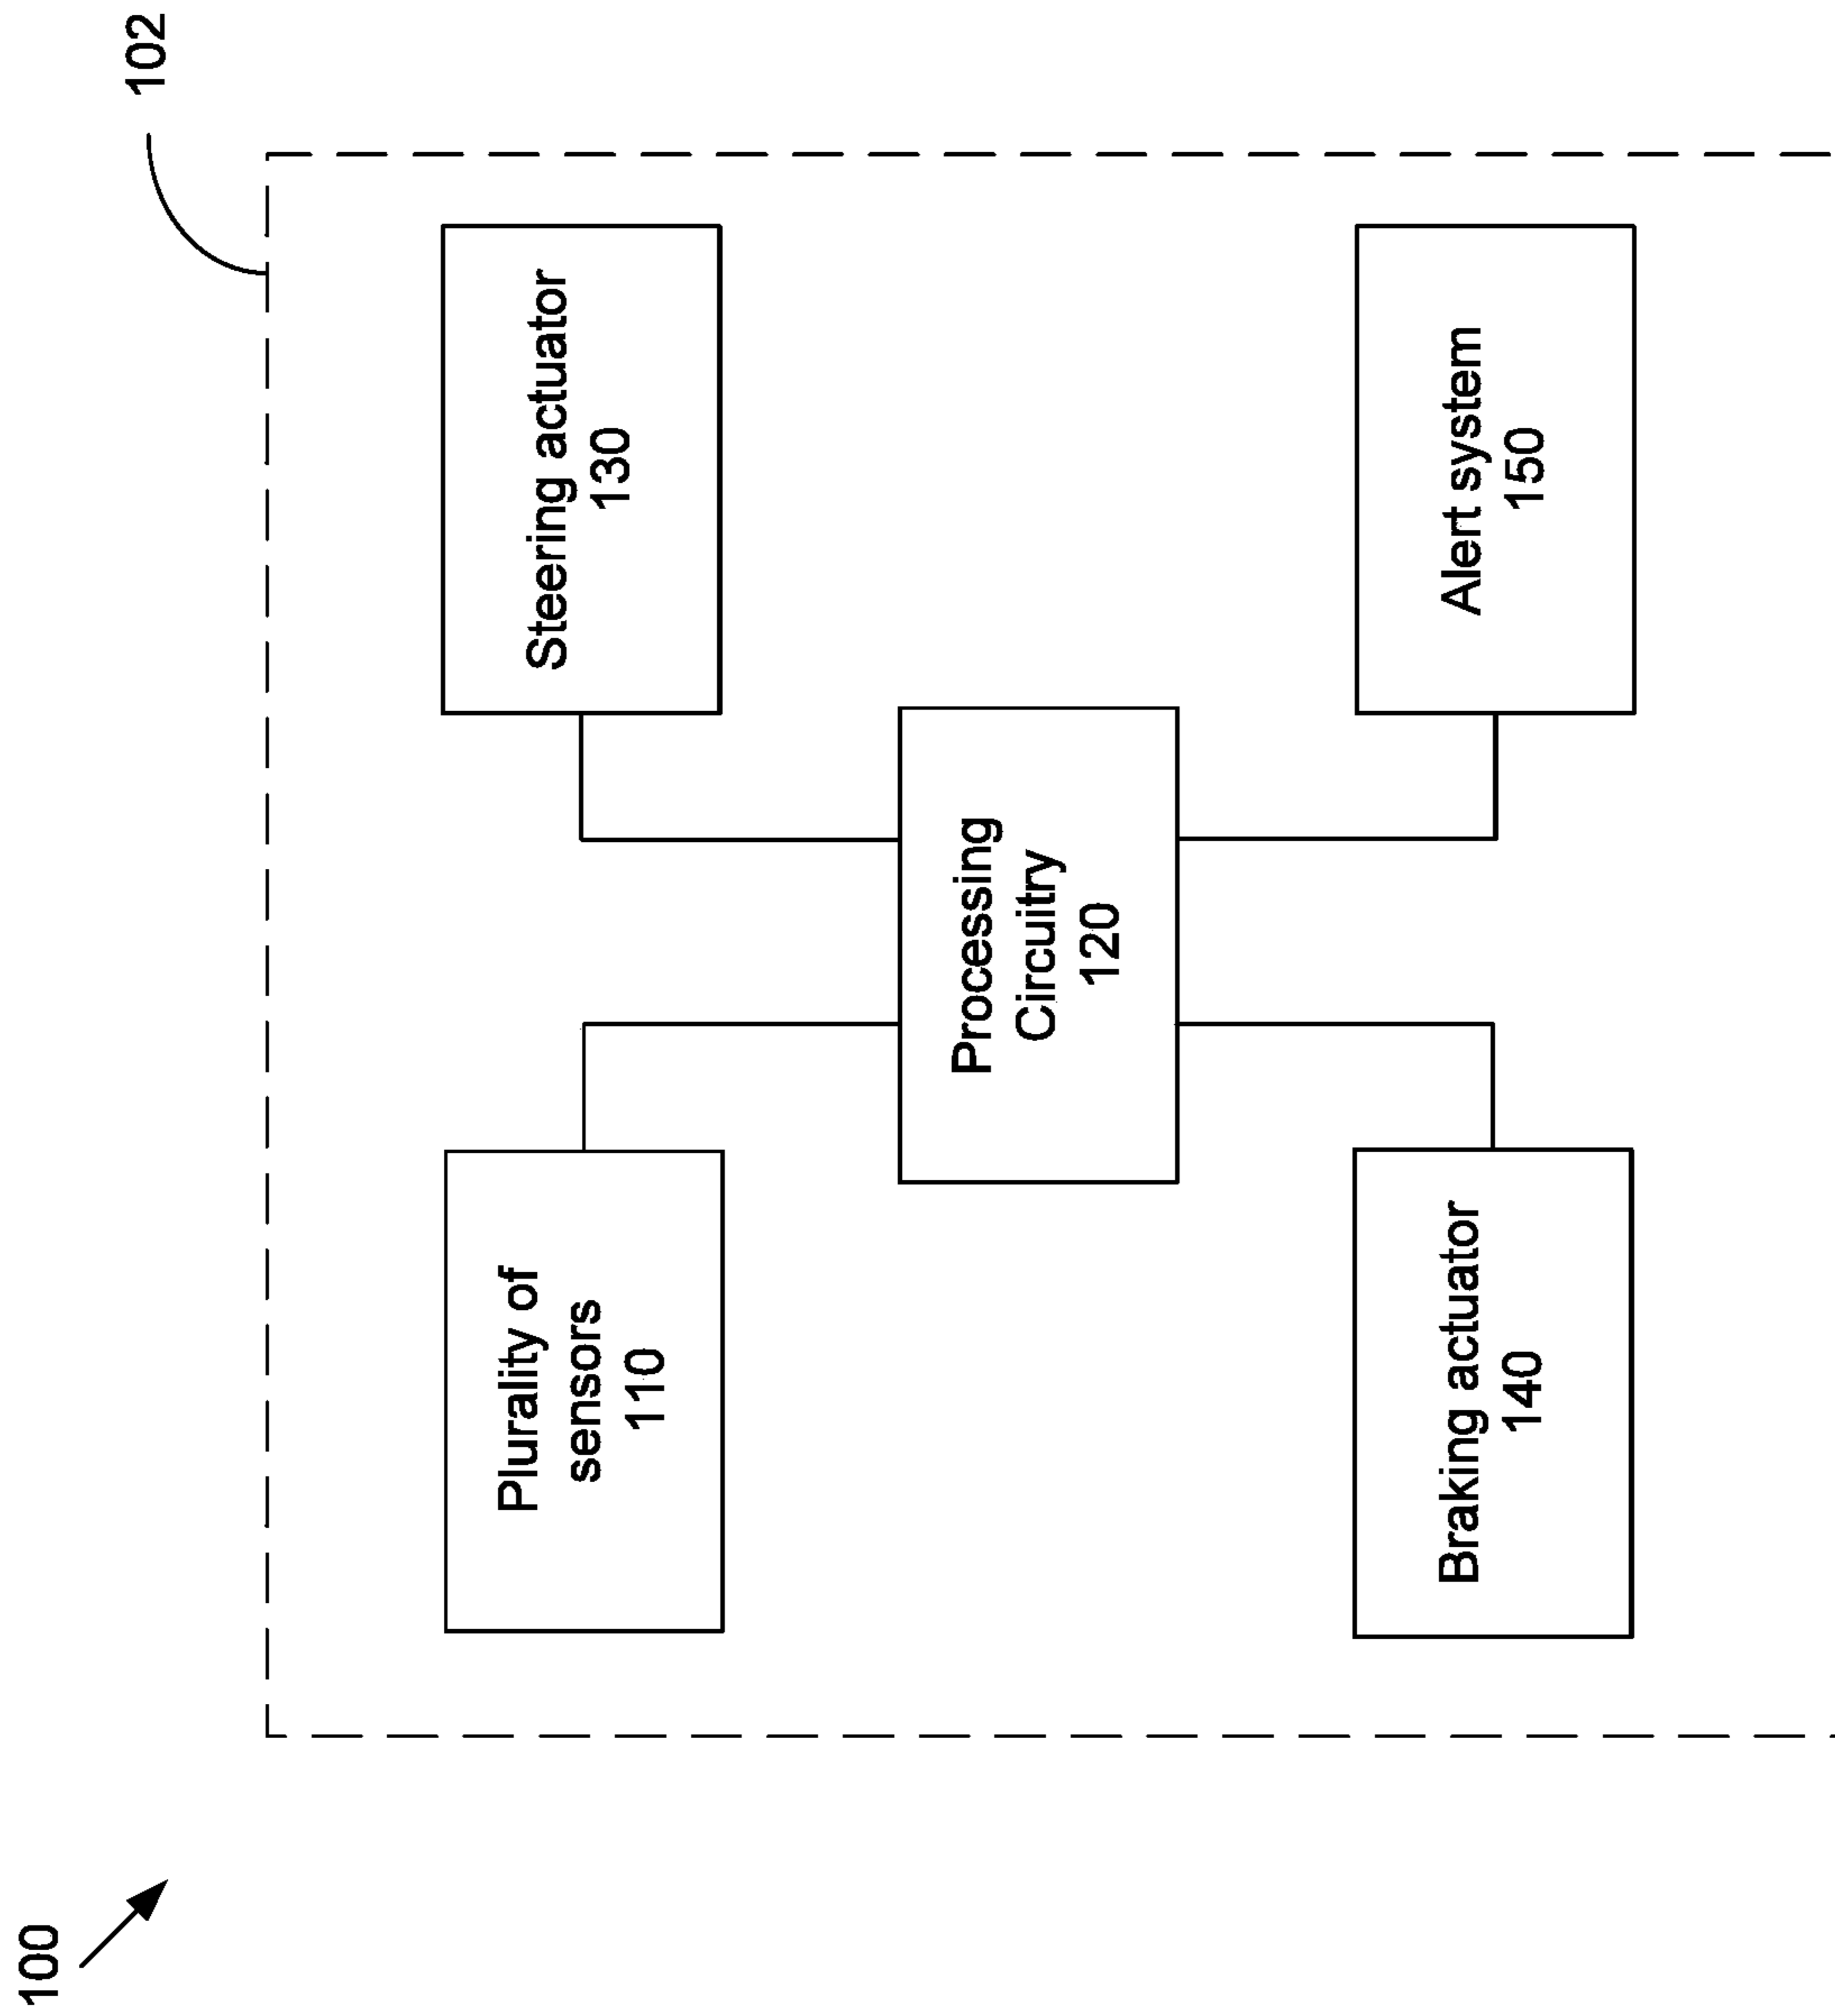 100
102
Plurality of
sensors
110
Steering actuator
130
Processing
Circuitry
120
Braking actuator
140
Alert system
150